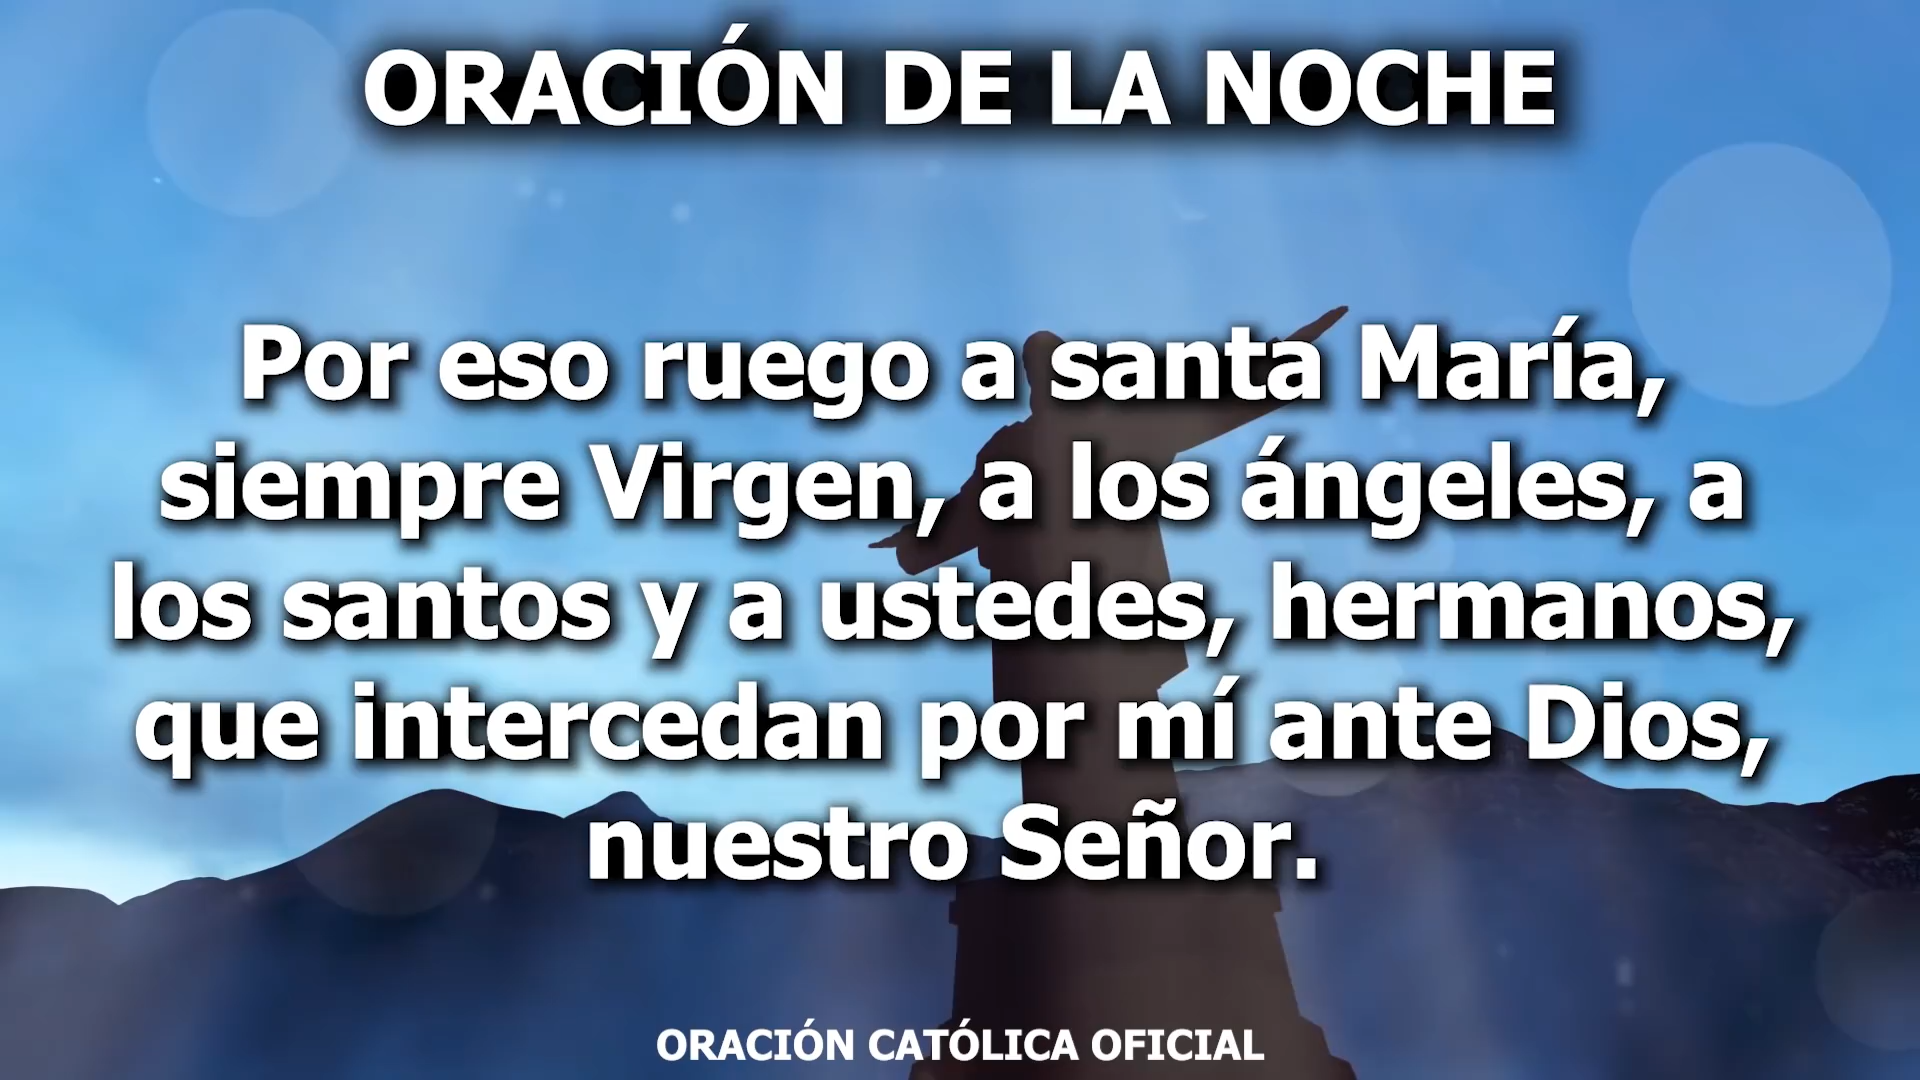 ORACIÓN DE LA NOCHE
Por eso ruego a santa María,
siempre Virgen, a los ángeles, a
los santos y a ustedes, hermanos,
que intercedan por mí ante Dios,
nuestro Señor.
ORACIÓN CATÓLICA OFICIAL